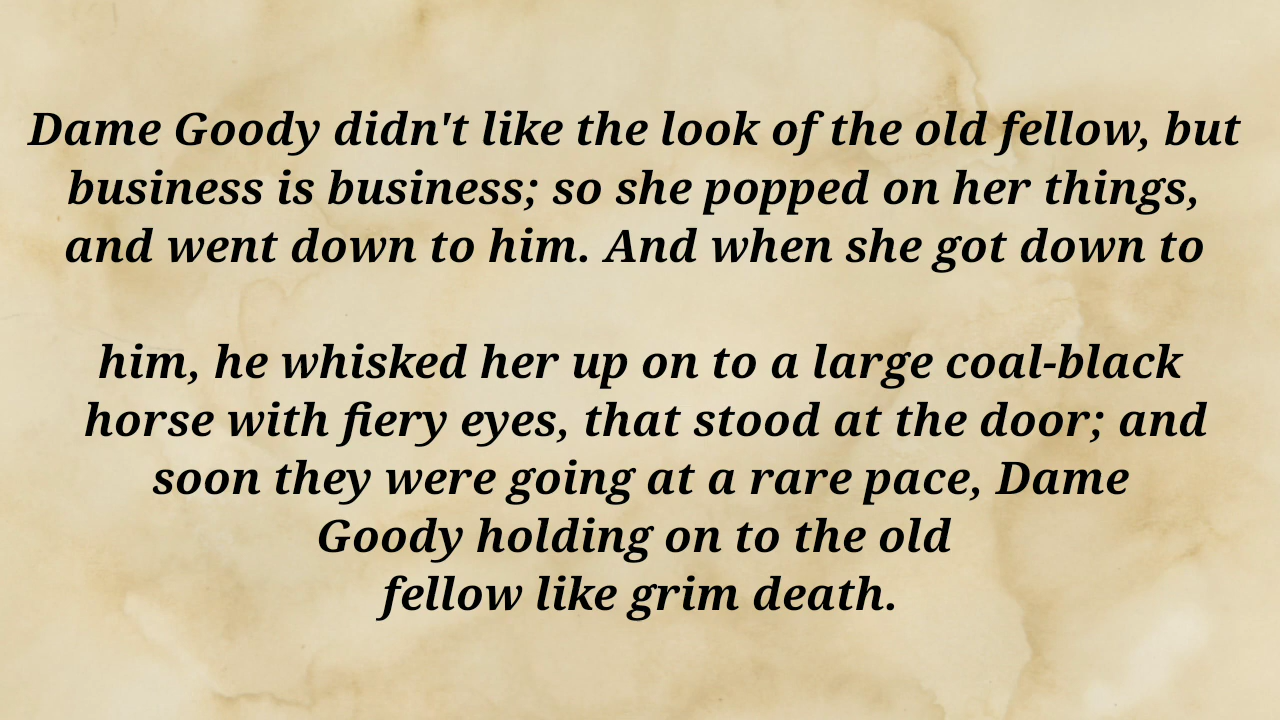 Dame Goody didn't like the look of the old fellow, but
business is business; so she popped on her things,
and went down to him. And when she got down to
him, he whisked her up on to a large coal-black
horse with fiery eyes, that stood at the door; and
soon they were going at a rare pace, Dame
Goody holding on to the old
fellow like grim death.